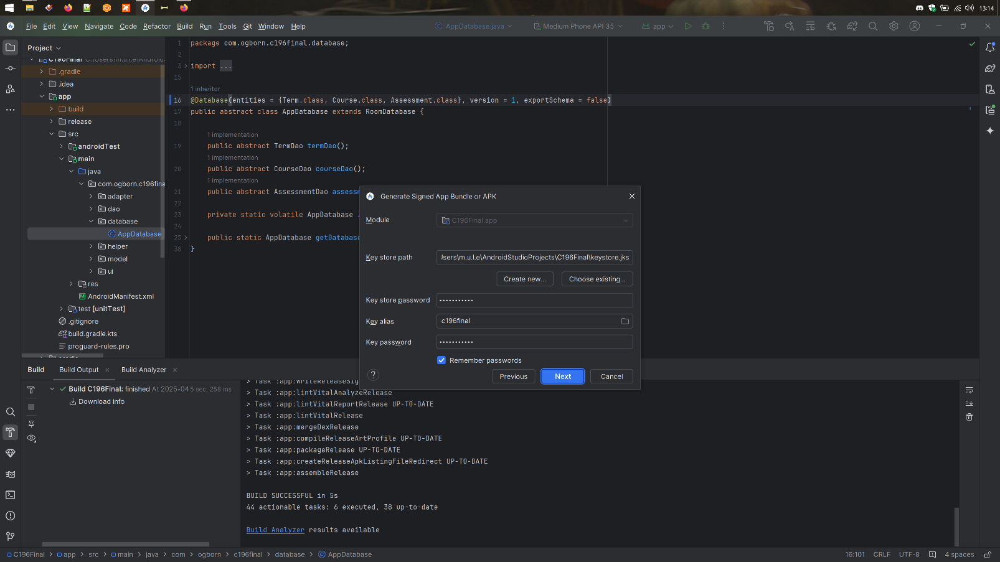 13:14
File Edit View Navigate Code Refactor Build Run Tools Git Window Help
AppDatabase.java
Medium Phone API 35
app
Project
C196Final C:\Users\m.u.l.e\Android
.gradle
.idea
app
build
release
src
androidTest
main
java
com.ogborn.c196fina
adapter
dao
database
AppDatabase
helper
model
ui
res
AndroidManifest.xml
test [unitTest]
.gitignore
build.gradle.kts
proguard-rules.pro
gradle
1 package com.ogborn.c196final.database;
2
3 import ...
15
1 inheritor
16 @Database(entities = {Term.class, Course.class, Assessment.class}, version = 1, exportSchema = false)
17 public abstract class AppDatabase extends RoomDatabase {
18
1 implementation
19 public abstract TermDao termDao();
1 implementation
20 public abstract CourseDao courseDao();
1 implementation
21 public abstract AssessmentDao assessm
22
23 private static volatile AppDatabase
24
25 public static AppDatabase getDatabase
38 }
Generate Signed App Bundle or APK
Module C196Final.app
Key store path Users\m.u.l.e\AndroidStudioProjects\C196Final\keystore.jks
Create new... Choose existing...
Key store password •••••••••••
Key alias c196final
Key password •••••••••••
Remember passwords
? Previous Next Cancel
Build Build Output Build Analyzer
Build C196Final: finished At 2025-04 5 sec, 258 ms
Download info
> Task :app:writeReleaseSig
> Task :app:lintVitalAnalyzeRelease
> Task :app:lintVitalReportRelease UP-TO-DATE
> Task :app:lintVitalRelease
> Task :app:mergeDexRelease
> Task :app:compileReleaseArtProfile UP-TO-DATE
> Task :app:packageRelease UP-TO-DATE
> Task :app:createReleaseApkListingFileRedirect UP-TO-DATE
> Task :app:assembleRelease
BUILD SUCCESSFUL in 5s
44 actionable tasks: 6 executed, 38 up-to-date
Build Analyzer results available
C196Final > app > src > main > java > com > ogborn > c196final > database > AppDatabase
16:101 CRLF UTF-8 4 spaces